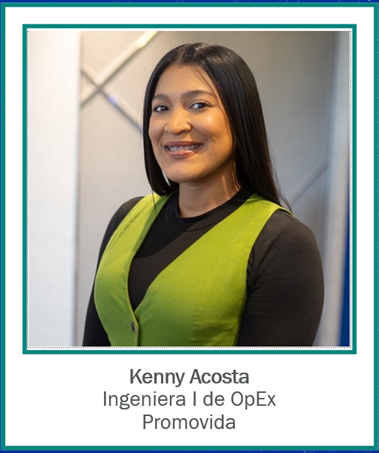 Kenny Acosta
Ingeniera I de OpEx
Promovida